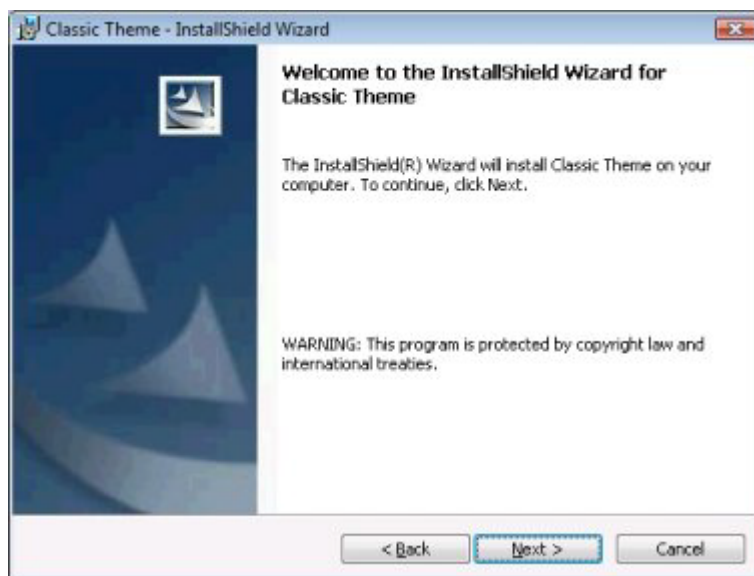 Classic Theme - InstallShield Wizard
Welcome to the InstallShield Wizard for
Classic Theme
The InstallShield(R) Wizard will install Classic Theme on your
computer. To continue, click Next.
WARNING: This program is protected by copyright law and
international treaties.
< Back
Next >
Cancel